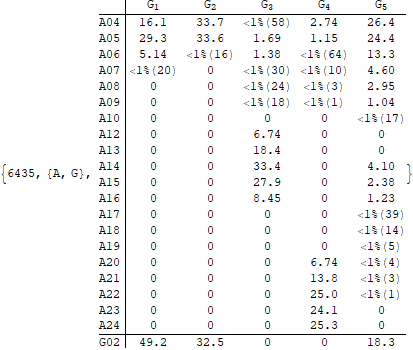 G1 G2 G3 G4 G5
A04 16.1 33.7 <1%(58) 2.74 26.4
A05 29.3 33.6 1.69 1.15 24.4
A06 5.14 <1%(16) 1.38 <1%(64) 13.3
A07 <1%(20) 0 <1%(30) <1%(10) 4.60
A08 0 0 <1%(24) <1%(3) 2.95
A09 0 0 <1%(18) <1%(1) 1.04
A10 0 0 0 0 <1%(17)
A12 0 0 6.74 0 0
A13 0 0 18.4 0 0
A14 0 0 33.4 0 4.10
{6435, {A, G}, }
A15 0 0 27.9 0 2.38
A16 0 0 8.45 0 1.23
A17 0 0 0 0 <1%(39)
A18 0 0 0 0 <1%(14)
A19 0 0 0 0 <1%(5)
A20 0 0 0 6.74 <1%(4)
A21 0 0 0 13.8 <1%(3)
A22 0 0 0 25.0 <1%(1)
A23 0 0 0 24.1 0
A24 0 0 0 25.3 0
G02 49.2 32.5 0 0 18.3